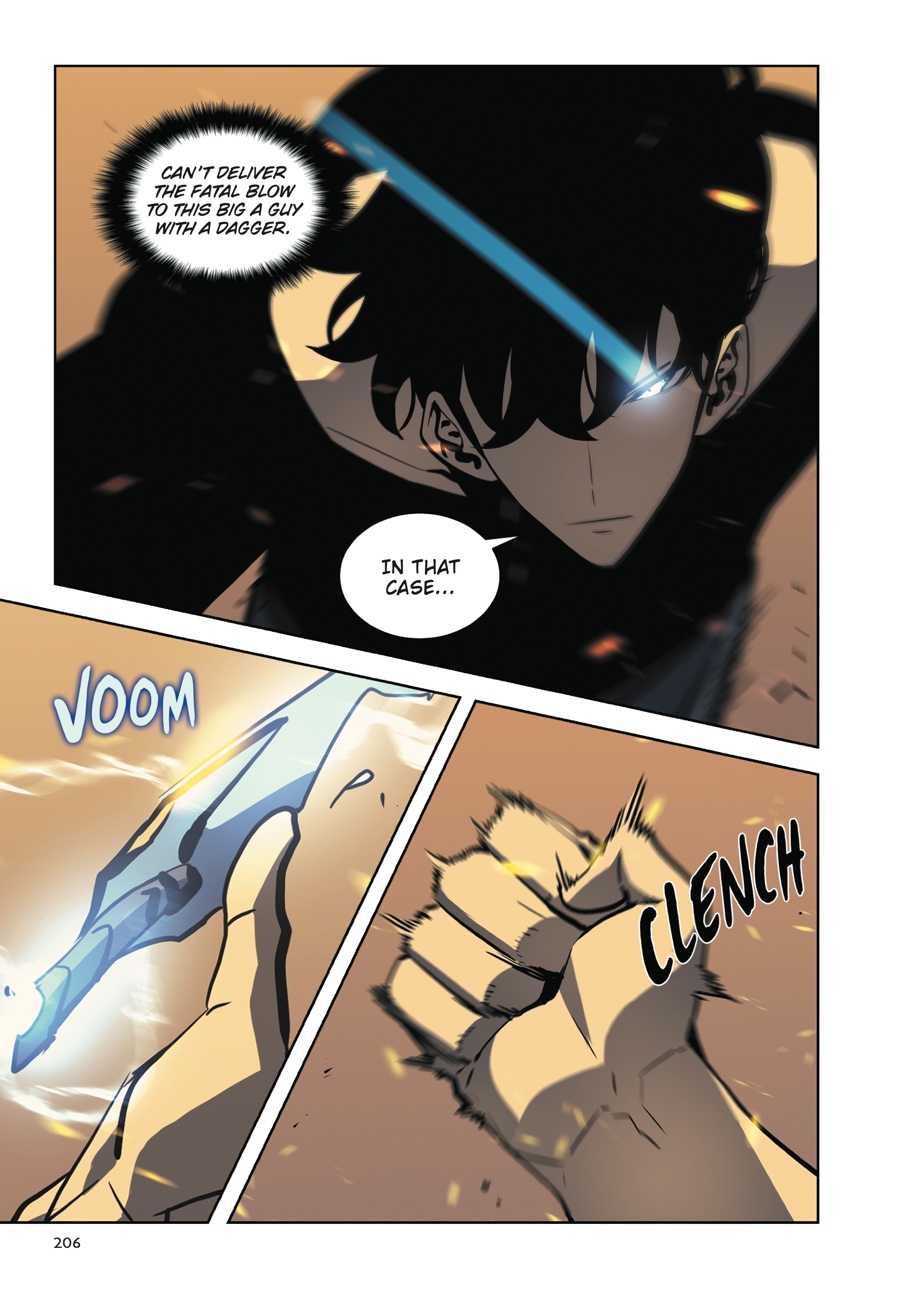 CAN'T DELIVER
THE FATAL BLOW
TO THIS BIG A GUY
WITH A DAGGER.
IN THAT
CASE...
VOOM
CLENCH
206